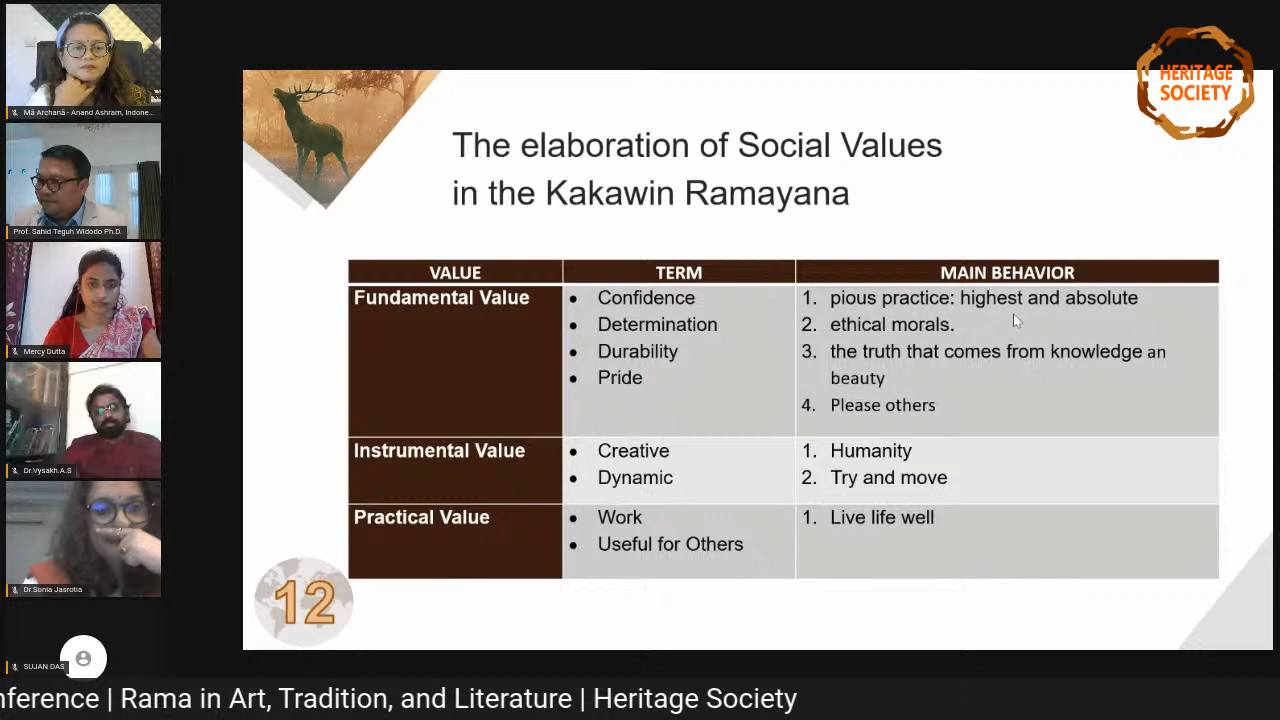 Mā Archanā - Anand Ashram, Indone...
Prof. Sahid Teguh Widodo Ph.D.
Mercy Dutta
Dr.Vysakh.A.S
Dr.Sonia Jasrotia
SUJAN DAS
HERITAGE
SOCIETY
The elaboration of Social Values
in the Kakawin Ramayana
VALUE TERM MAIN BEHAVIOR
Fundamental Value
• Confidence
• Determination
• Durability
• Pride
1. pious practice: highest and absolute
2. ethical morals.
3. the truth that comes from knowledge an
beauty
4. Please others
Instrumental Value
• Creative
• Dynamic
1. Humanity
2. Try and move
Practical Value
• Work
• Useful for Others
1. Live life well
12
nference | Rama in Art, Tradition, and Literature | Heritage Society